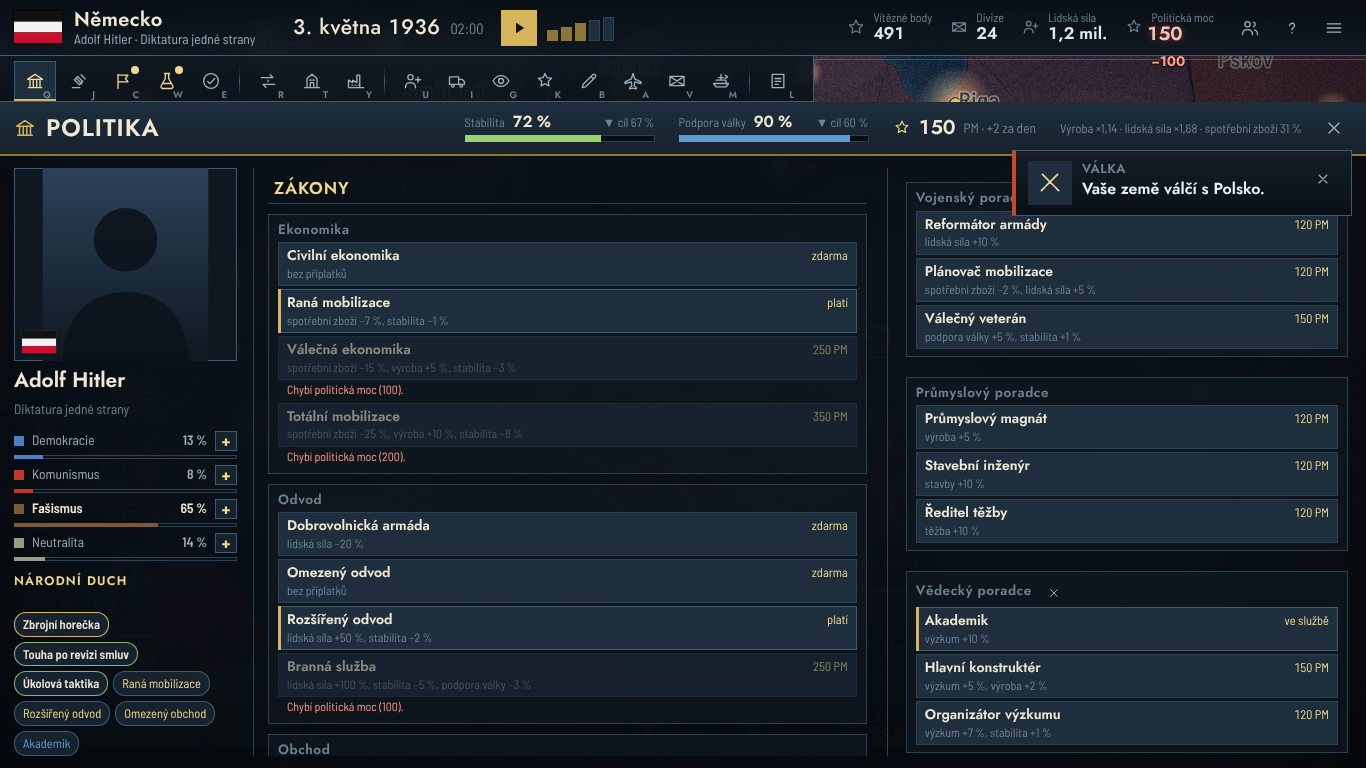 Německo
Adolf Hitler · Diktatura jedné strany
3. května 1936 02:00
Vítězné body
491
Divize
24
Lidská síla
1,2 mil.
Politická moc
150
−100
?
Q J C W E R T Y U I G K B A V M L
Riga
Pskov
POLITIKA
Stabilita 72 % ▼ cíl 67 %
Podpora války 90 % ▼ cíl 60 %
150 PM · +2 za den
Výroba ×1,14 · lidská síla ×1,68 · spotřební zboží 31 %
VÁLKA
Vaše země válčí s Polsko.
Adolf Hitler
Diktatura jedné strany
Demokracie 13 % +
Komunismus 8 % +
Fašismus 65 % +
Neutralita 14 % +
NÁRODNÍ DUCH
Zbrojní horečka
Touha po revizi smluv
Úkolová taktika Raná mobilizace
Rozšířený odvod Omezený obchod
Akademik
ZÁKONY
Ekonomika
Civilní ekonomika zdarma
bez příplatků
Raná mobilizace platí
spotřební zboží −7 %, stabilita −1 %
Válečná ekonomika 250 PM
spotřební zboží −15 %, výroba +5 %, stabilita −3 %
Chybí politická moc (100).
Totální mobilizace 350 PM
spotřební zboží −25 %, výroba +10 %, stabilita −8 %
Chybí politická moc (200).
Odvod
Dobrovolnická armáda zdarma
lidská síla −20 %
Omezený odvod zdarma
bez příplatků
Rozšířený odvod platí
lidská síla +50 %, stabilita −2 %
Branná služba 250 PM
lidská síla +100 %, stabilita −5 %, podpora války −3 %
Chybí politická moc (100).
Obchod
Vojenský
Reformátor armády 120 PM
lidská síla +10 %
Plánovač mobilizace 120 PM
spotřební zboží −2 %, lidská síla +5 %
Válečný veterán 150 PM
podpora války +5 %, stabilita +1 %
Průmyslový poradce
Průmyslový magnát 120 PM
výroba +5 %
Stavební inženýr 120 PM
stavby +10 %
Ředitel těžby 120 PM
těžba +10 %
Vědecký poradce
Akademik ve službě
výzkum +10 %
Hlavní konstruktér 150 PM
výzkum +5 %, výroba +2 %
Organizátor výzkumu 120 PM
výzkum +7 %, stabilita +1 %